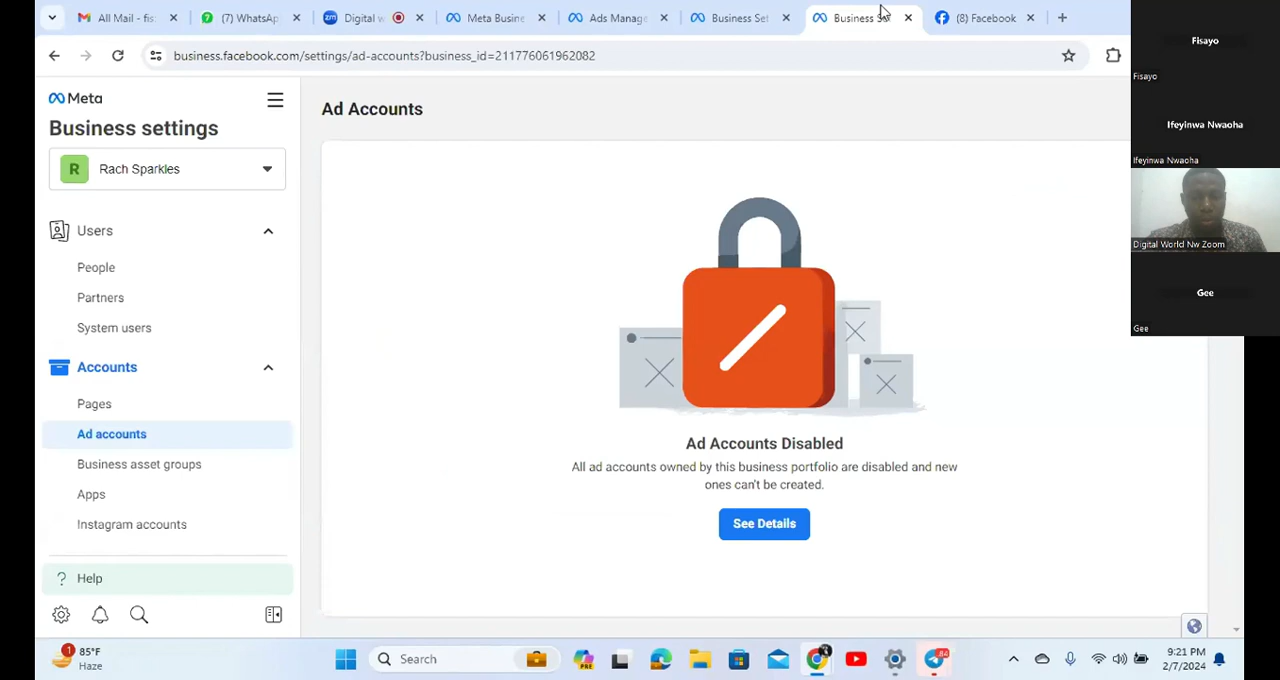 All Mail - fis
(7) WhatsAp
Digital w
Meta Busine
Ads Manag
Business Set
Business S
(8) Facebook
business.facebook.com/settings/ad-accounts?business_id=211776061962082
Fisayo
Fisayo
Ifeyinwa Nwaoha
Ifeyinwa Nwaoha
Digital World Nw Zoom
Gee
Gee
Meta
Business settings
R
Rach Sparkles
Users
People
Partners
System users
Accounts
Pages
Ad accounts
Business asset groups
Apps
Instagram accounts
? Help
Ad Accounts
Ad Accounts Disabled
All ad accounts owned by this business portfolio are disabled and new
ones can't be created.
See Details
1
85°F
Haze
Search
PRE
84
9:21 PM
2/7/2024